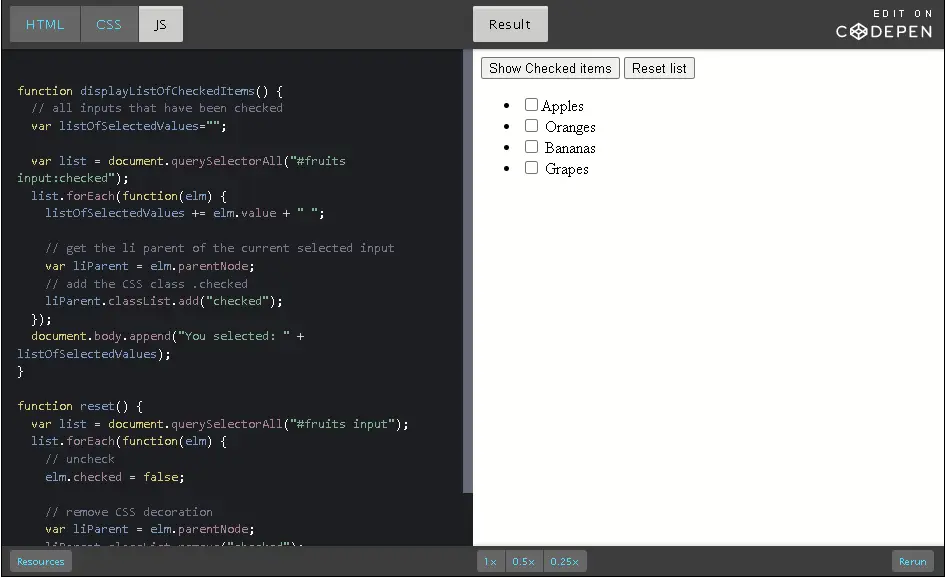 HTML CSS JS
Result
EDIT ON
CODEPEN
function displayListOfCheckedItems() {
// all inputs that have been checked
var listOfSelectedValues="";
var list = document.querySelectorAll("#fruits
input:checked");
list.forEach(function(elm) {
listOfSelectedValues += elm.value + " ";
// get the li parent of the current selected input
var liParent = elm.parentNode;
// add the CSS class .checked
liParent.classList.add("checked");
});
document.body.append("You selected: " +
listOfSelectedValues);
}
function reset() {
var list = document.querySelectorAll("#fruits input");
list.forEach(function(elm) {
// uncheck
elm.checked = false;
// remove CSS decoration
var liParent = elm.parentNode;
liParent.classList.remove("checked");
Show Checked items Reset list
Apples
Oranges
Bananas
Grapes
Resources
1x 0.5x 0.25x
Rerun